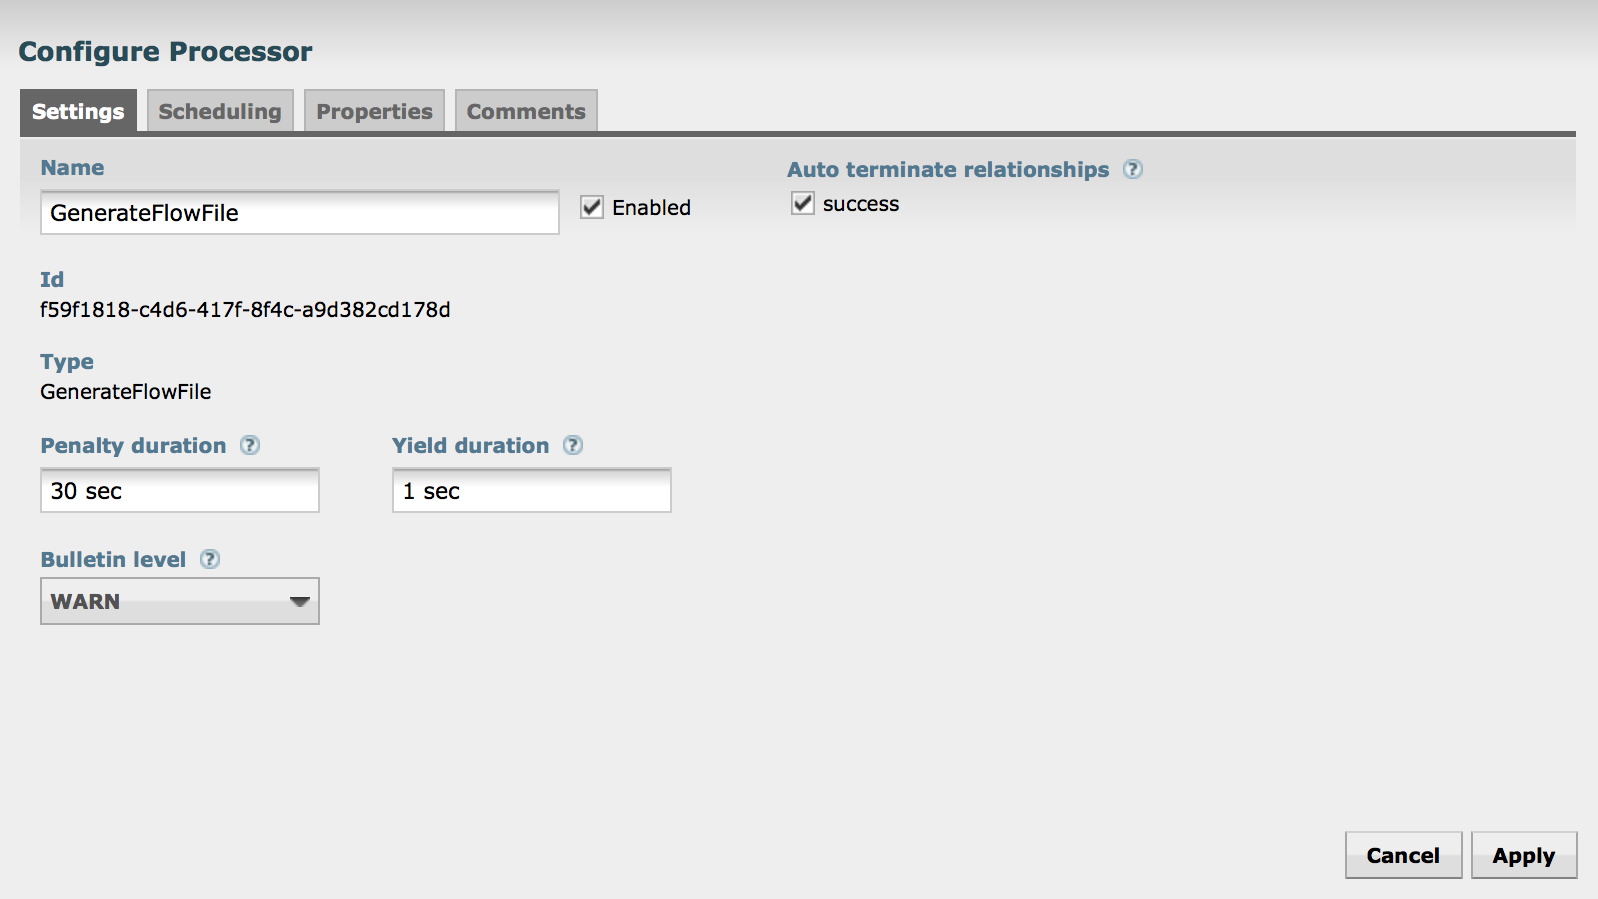 Configure Processor
Settings Scheduling Properties Comments
Name
GenerateFlowFile
Enabled
Auto terminate relationships ?
success
Id
f59f1818-c4d6-417f-8f4c-a9d382cd178d
Type
GenerateFlowFile
Penalty duration ? Yield duration ?
30 sec 1 sec
Bulletin level ?
WARN
Cancel Apply